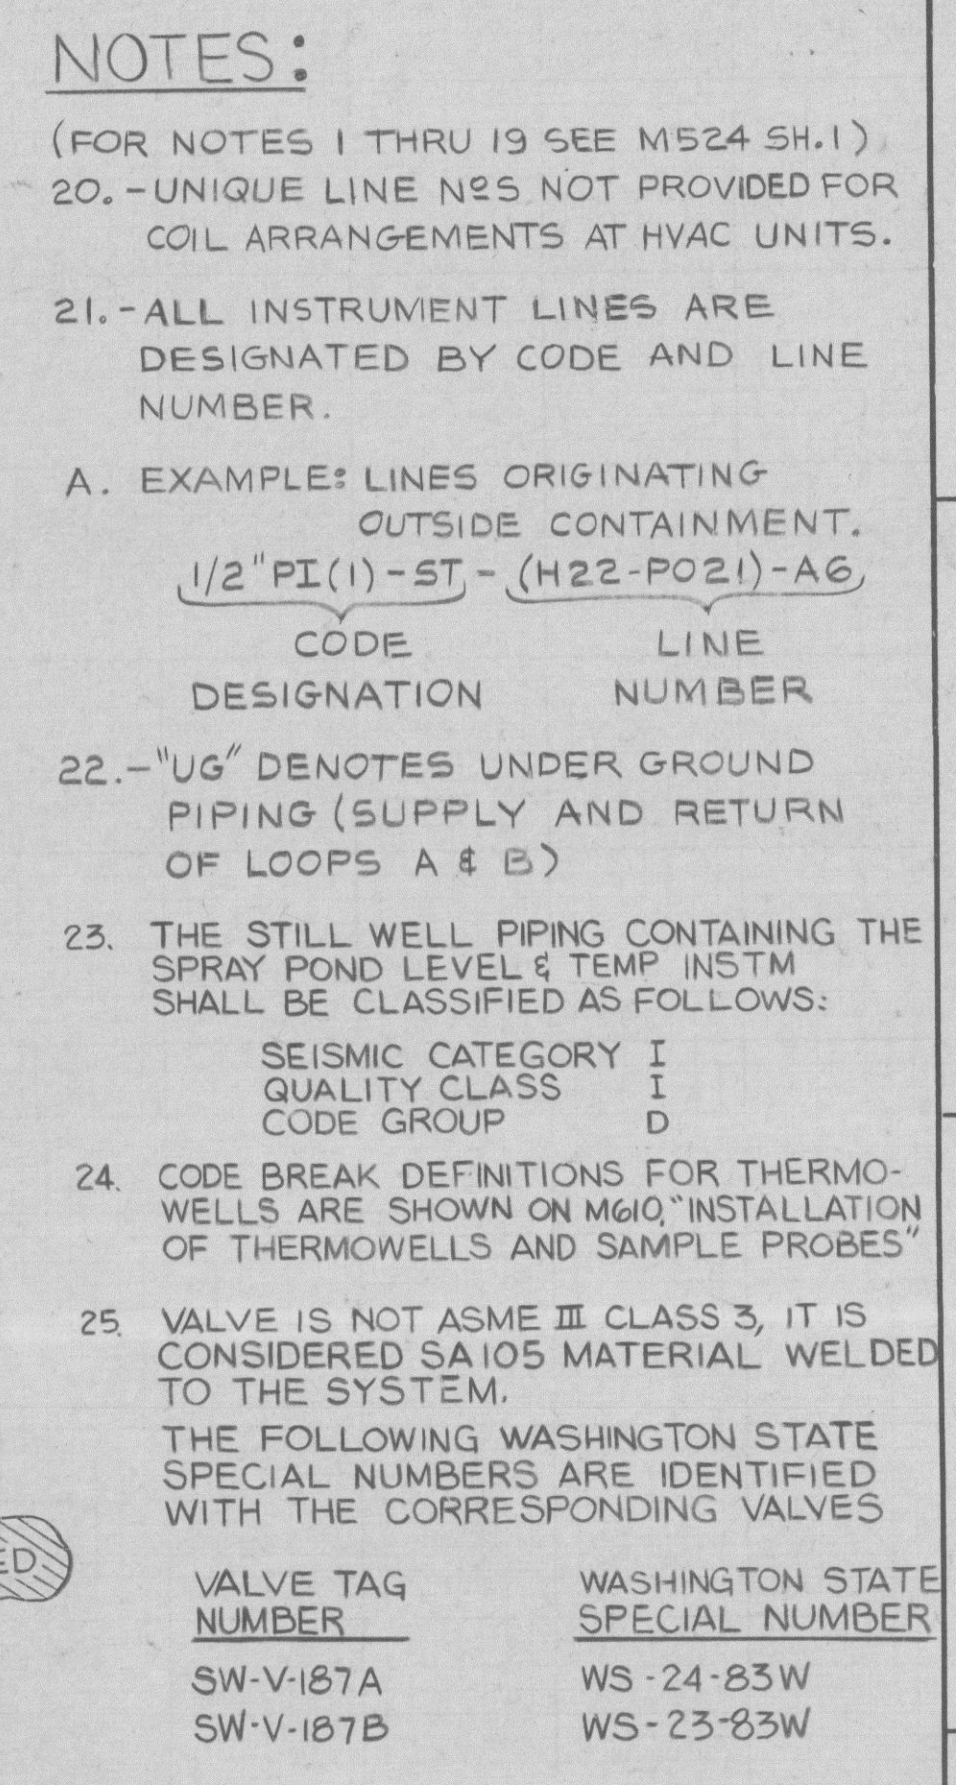 NOTES:
(FOR NOTES 1 THRU 19 SEE M524 SH.1)
20. - UNIQUE LINE NºS NOT PROVIDED FOR
COIL ARRANGEMENTS AT HVAC UNITS.
21. - ALL INSTRUMENT LINES ARE
DESIGNATED BY CODE AND LINE
NUMBER.
A. EXAMPLE: LINES ORIGINATING
OUTSIDE CONTAINMENT.
1/2" PI(1) - ST - (H22-PO21) - A6
CODE LINE
DESIGNATION NUMBER
22. - "UG" DENOTES UNDER GROUND
PIPING (SUPPLY AND RETURN
OF LOOPS A & B)
23. THE STILL WELL PIPING CONTAINING THE
SPRAY POND LEVEL & TEMP INSTM
SHALL BE CLASSIFIED AS FOLLOWS:
SEISMIC CATEGORY I
QUALITY CLASS I
CODE GROUP D
24. CODE BREAK DEFINITIONS FOR THERMO-
WELLS ARE SHOWN ON M610, "INSTALLATION
OF THERMOWELLS AND SAMPLE PROBES"
25. VALVE IS NOT ASME III CLASS 3, IT IS
CONSIDERED SA105 MATERIAL WELDED
TO THE SYSTEM.
THE FOLLOWING WASHINGTON STATE
SPECIAL NUMBERS ARE IDENTIFIED
WITH THE CORRESPONDING VALVES
ED
VALVE TAG WASHINGTON STATE
NUMBER SPECIAL NUMBER
SW-V-187A WS-24-83W
SW-V-187B WS-23-83W